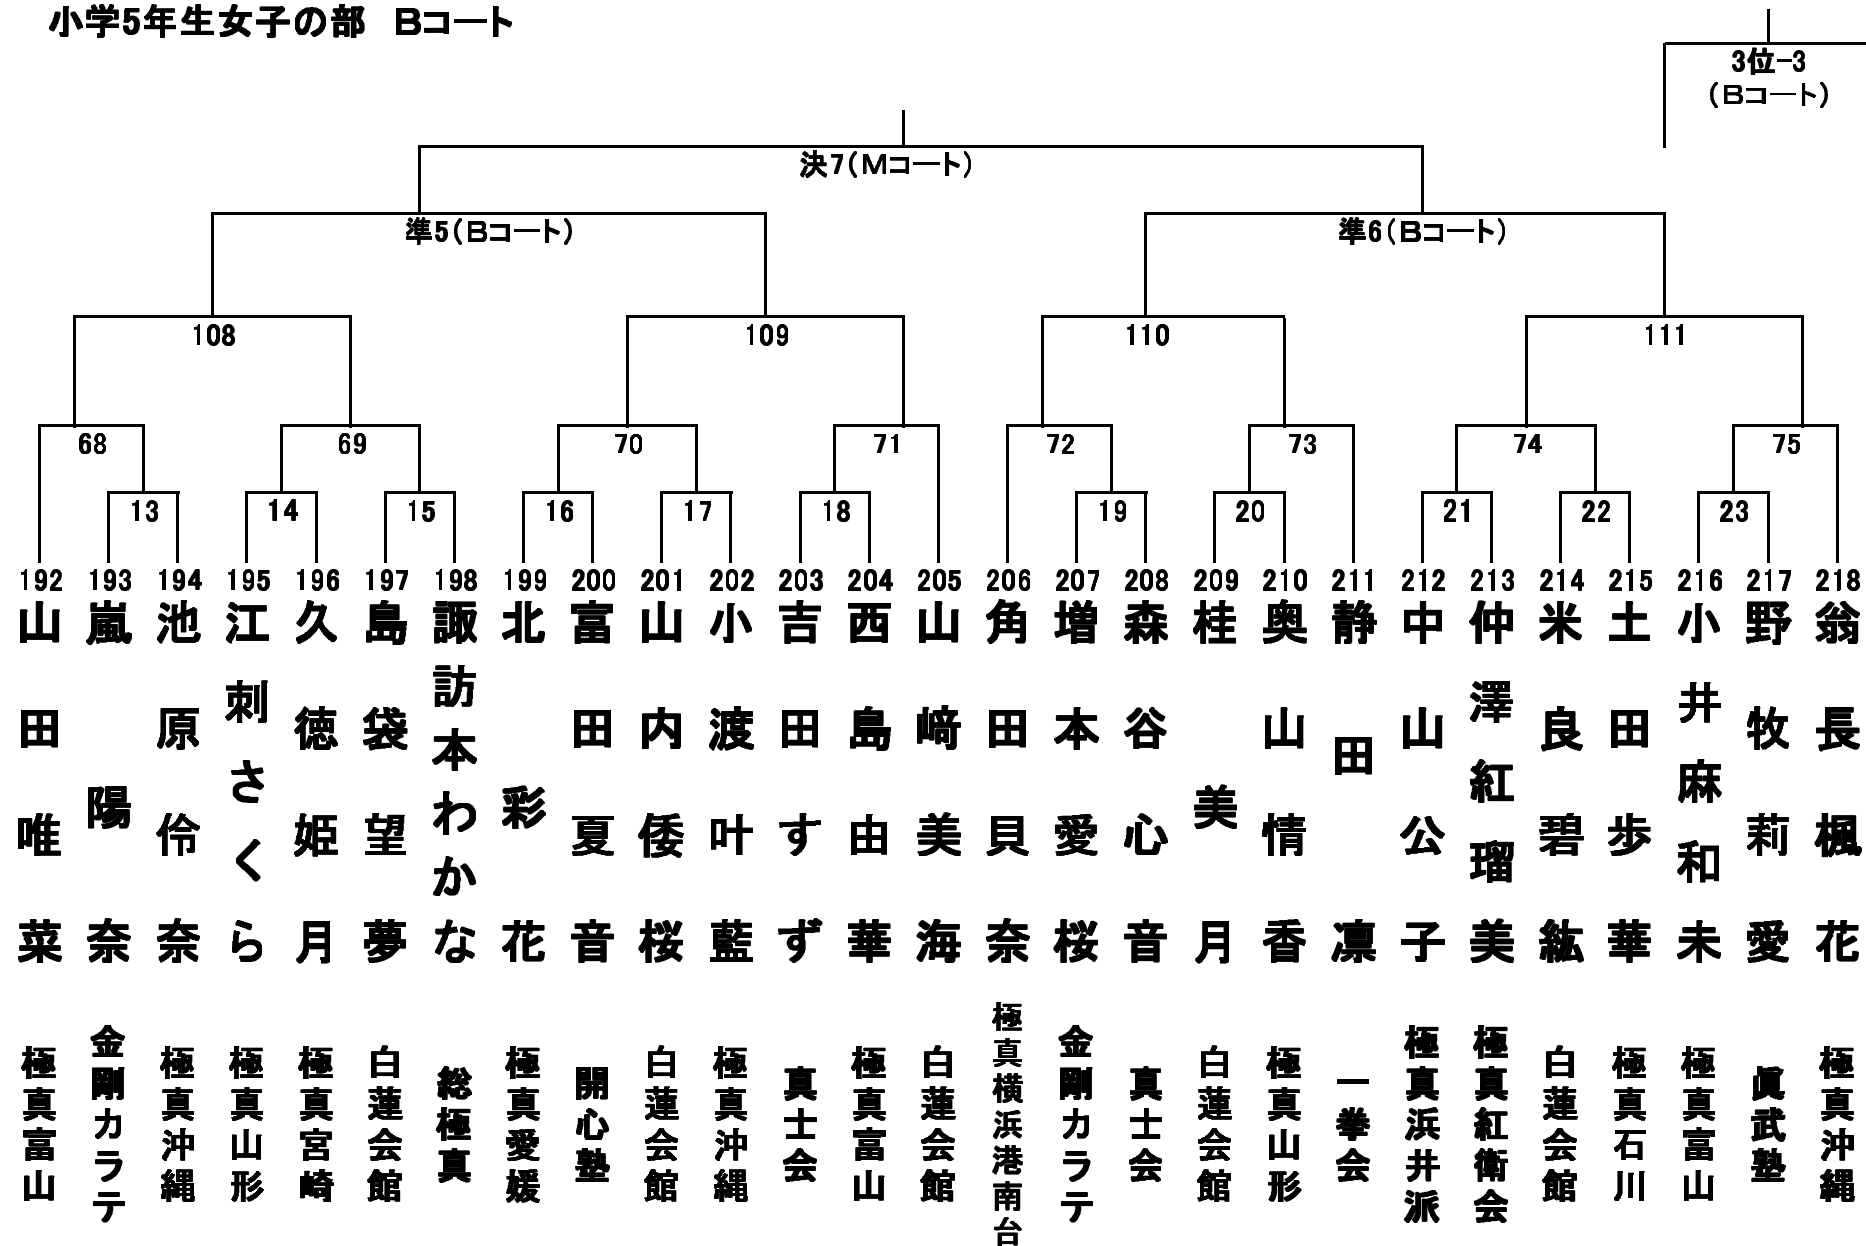 小学5年生女子の部　Bコート
3位-3
（Bコート）
決7（Mコート）
準5（Bコート）
準6（Bコート）
108
109
110
111
68
69
70
71
72
73
74
75
13
14
15
16
17
18
19
20
21
22
23
192
193
194
195
196
197
198
199
200
201
202
203
204
205
206
207
208
209
210
211
212
213
214
215
216
217
218
山田唯菜
嵐陽奈
池原伶奈
江刺さくら
久徳姫月
島袋望夢
諏訪本わかな
北彩花
富田夏音
山内倭桜
小渡叶藍
吉田すず
西島由華
山﨑美海
角田貝奈
増本愛桜
森谷心音
桂美月
奥山情香
静田凛
中山公子
仲澤紅瑠美
米良碧紘
土田歩華
小井麻和未
野牧莉愛
翁長楓花
極真富山
金剛カラテ
極真沖縄
極真山形
極真宮崎
白蓮会館
総極真
極真愛媛
開心塾
白蓮会館
極真沖縄
真士会
極真富山
白蓮会館
極真横浜港南台
金剛カラテ
真士会
白蓮会館
極真山形
一拳会
極真浜井派
極真紅衛会
白蓮会館
極真石川
極真富山
眞武塾
極真沖縄